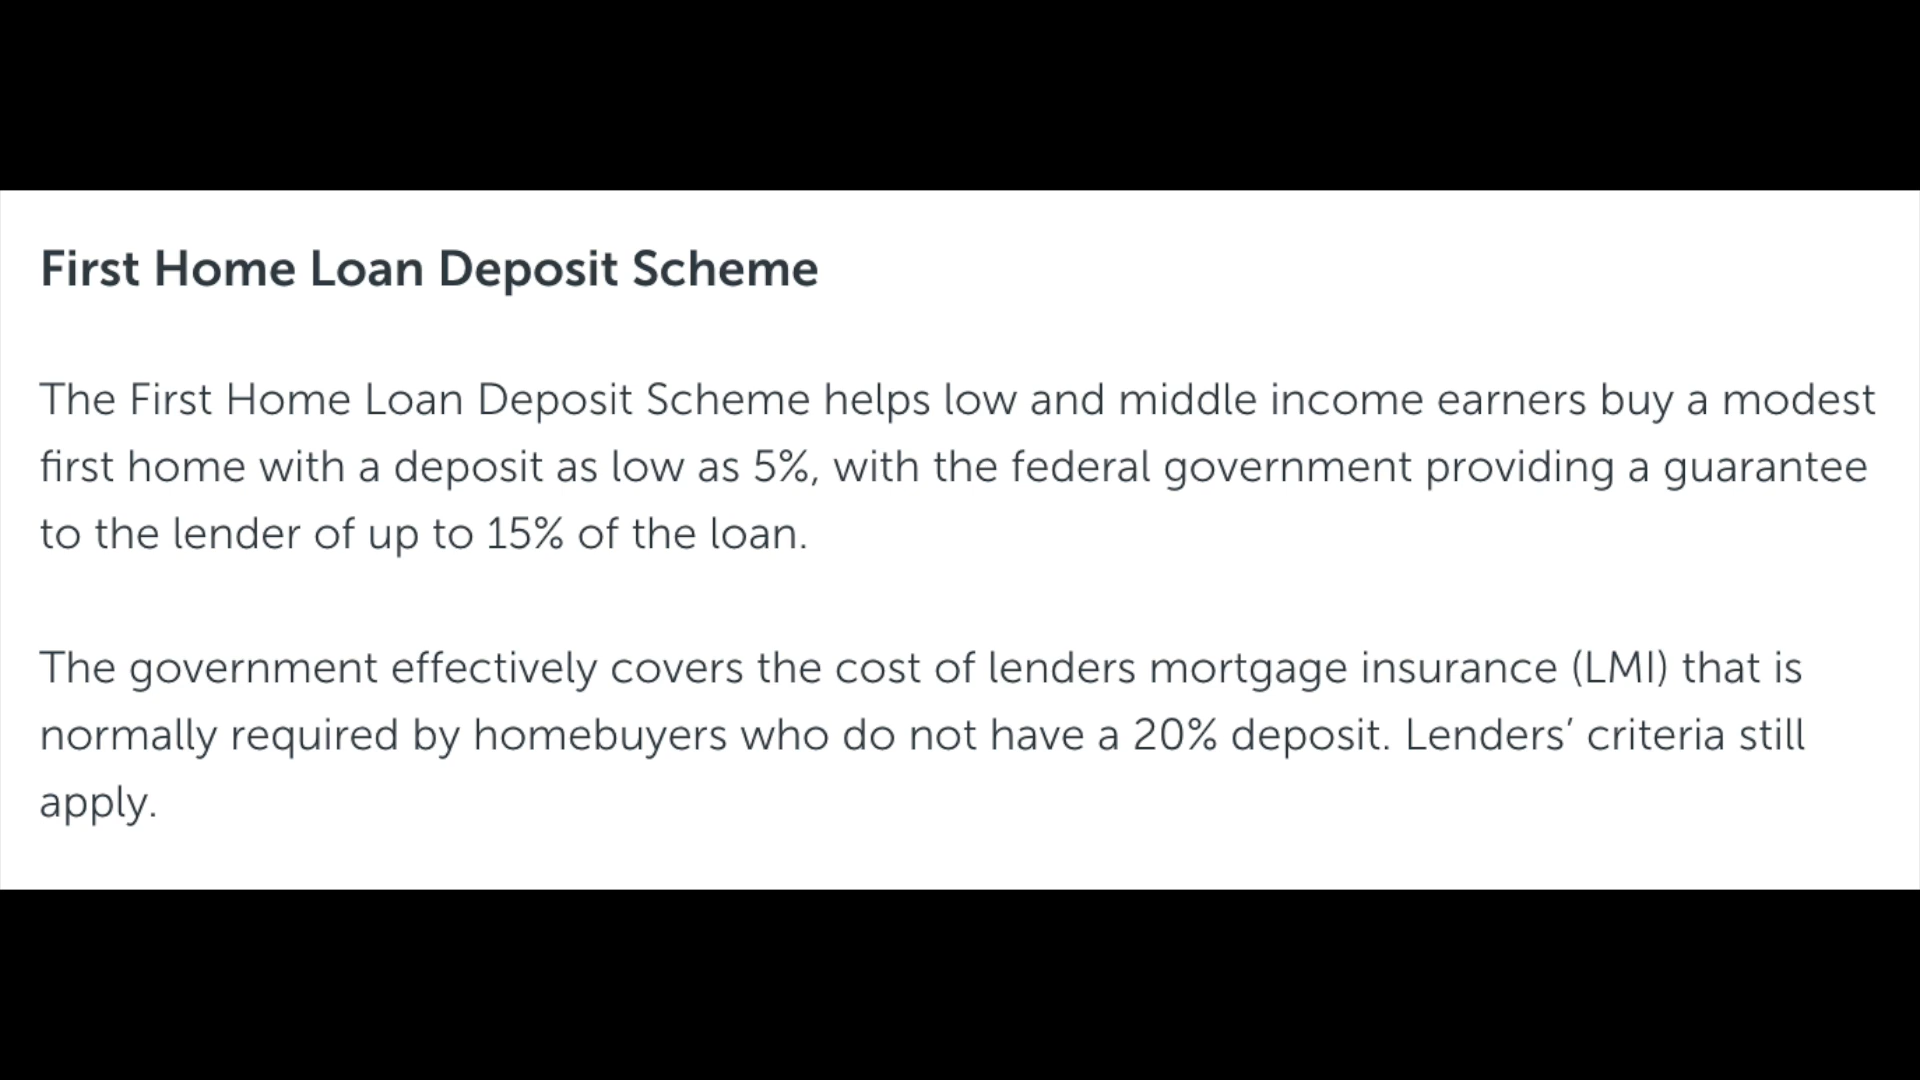 First Home Loan Deposit Scheme
The First Home Loan Deposit Scheme helps low and middle income earners buy a modest
first home with a deposit as low as 5%, with the federal government providing a guarantee
to the lender of up to 15% of the loan.
The government effectively covers the cost of lenders mortgage insurance (LMI) that is
normally required by homebuyers who do not have a 20% deposit. Lenders’ criteria still
apply.